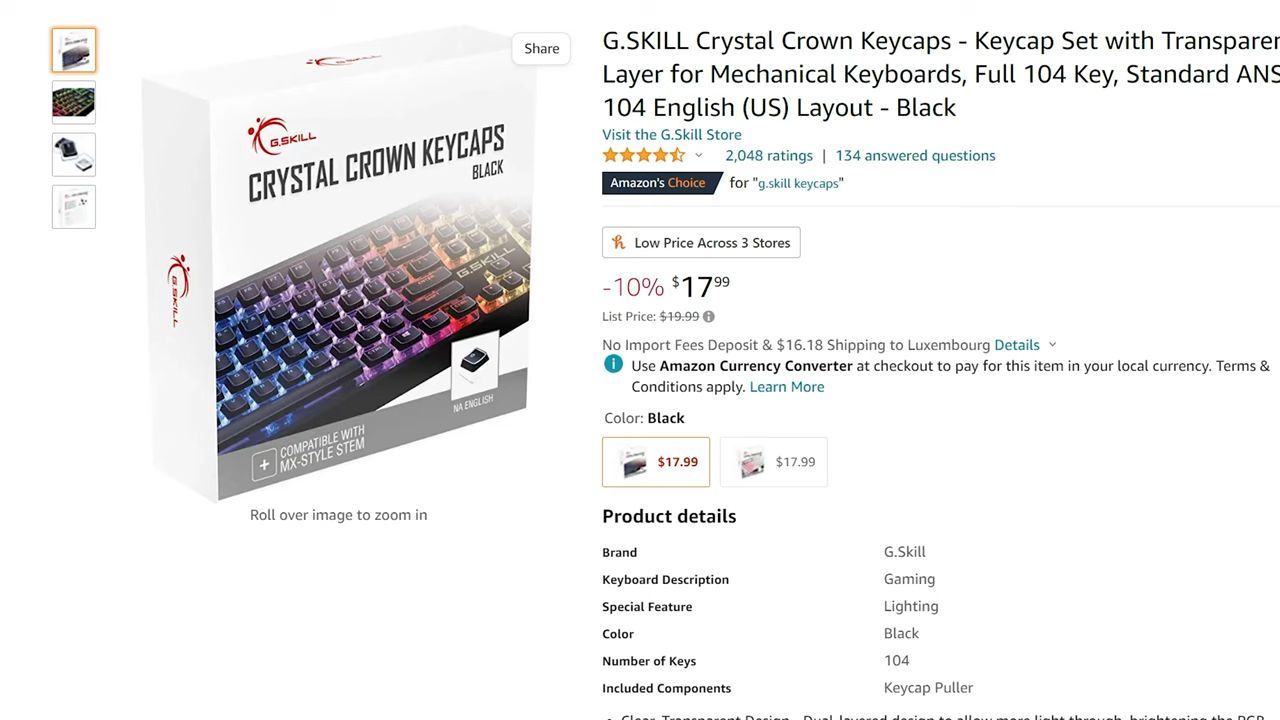 Share
G.SKILL
G.SKILL
CRYSTAL CROWN KEYCAPS
BLACK
G.SKILL
G.SKILL
NA ENGLISH
+ COMPATIBLE WITH
MX-STYLE STEM
Roll over image to zoom in
G.SKILL Crystal Crown Keycaps - Keycap Set with Transparen
Layer for Mechanical Keyboards, Full 104 Key, Standard ANS
104 English (US) Layout - Black
Visit the G.Skill Store
2,048 ratings | 134 answered questions
Amazon's Choice for "g.skill keycaps"
Low Price Across 3 Stores
-10% $17.99
List Price: $19.99
No Import Fees Deposit & $16.18 Shipping to Luxembourg Details
Use Amazon Currency Converter at checkout to pay for this item in your local currency. Terms &
Conditions apply. Learn More
Color: Black
$17.99 $17.99
Product details
Brand G.Skill
Keyboard Description Gaming
Special Feature Lighting
Color Black
Number of Keys 104
Included Components Keycap Puller